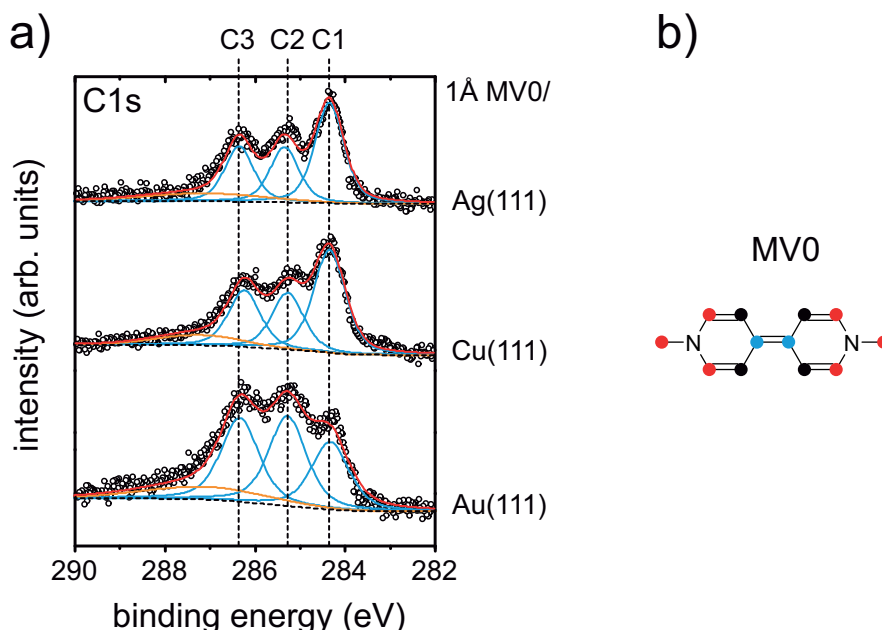 a)
C3 C2 C1
C1s
1Å MV0/
Ag(111)
Cu(111)
Au(111)
290 288 286 284 282
binding energy (eV)
intensity (arb. units)
b)
MV0
N N